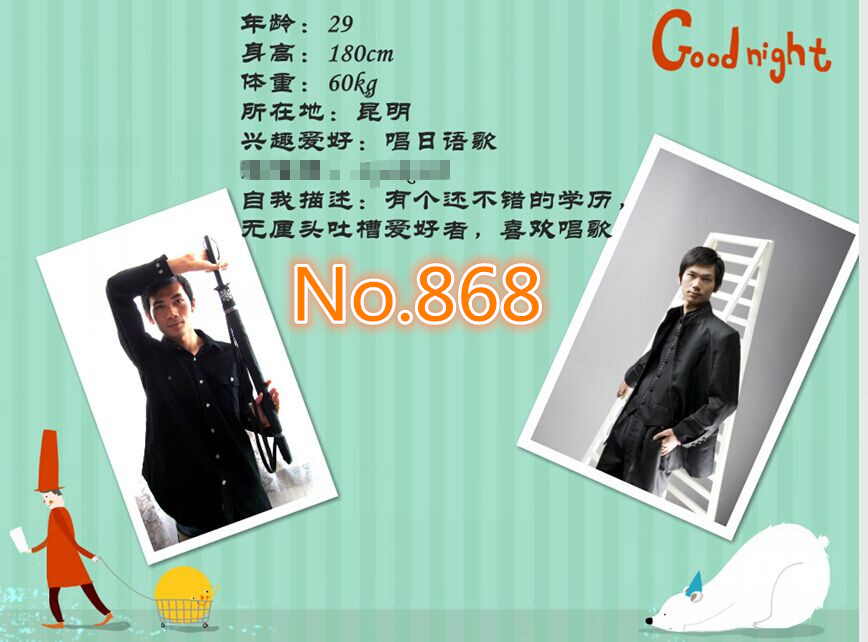 年龄：29
身高：180cm
体重：60kg
所在地：昆明
兴趣爱好：唱日语歌
自我描述：有个还不错的学历，
无厘头吐槽爱好者，喜欢唱歌
Good night
No.868